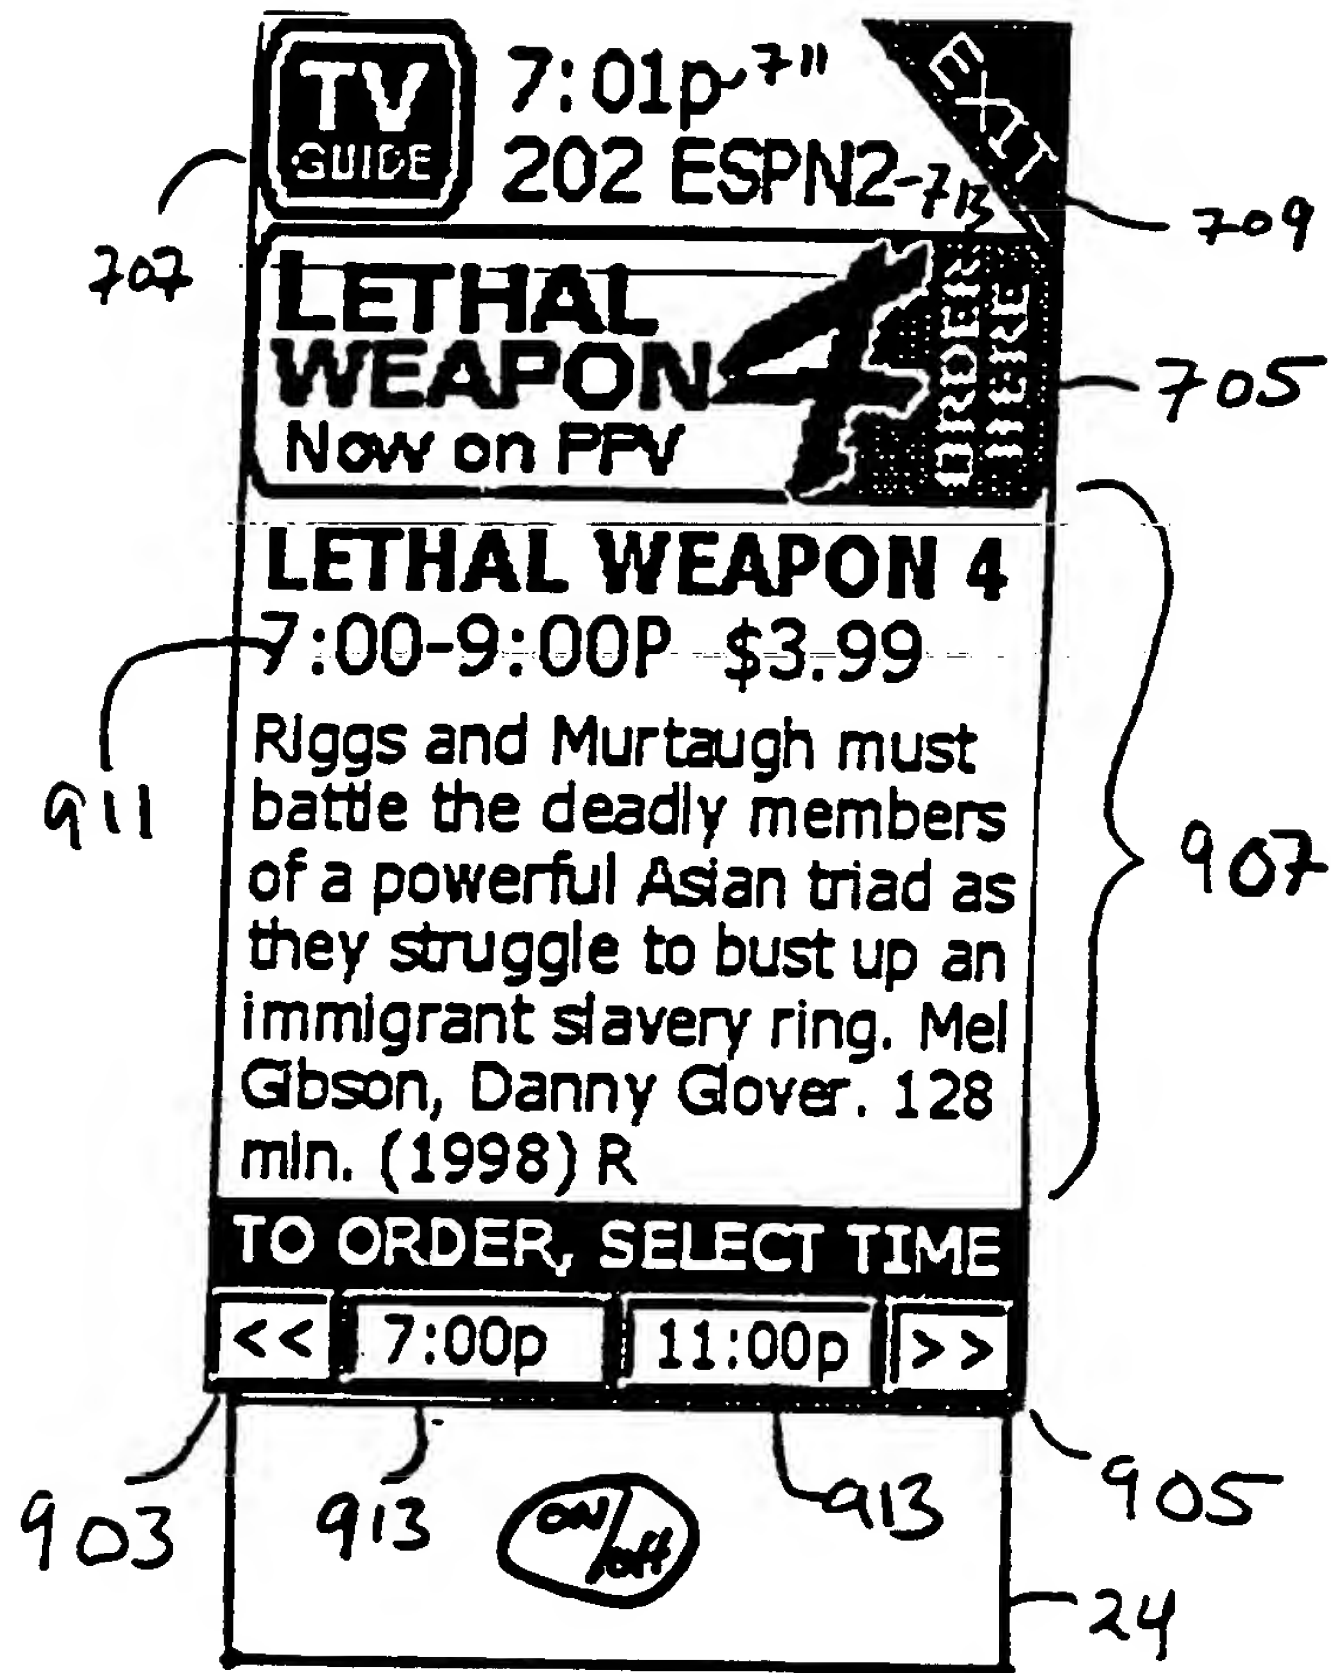 TV
GUIDE
7:01p 711
202 ESPN2-713
EXIT
707
709
LETHAL
WEAPON 4
Now on PPV
ORDER
HERE
705
LETHAL WEAPON 4
7:00-9:00P $3.99
911
Riggs and Murtaugh must
battle the deadly members
of a powerful Asian triad as
they struggle to bust up an
immigrant slavery ring. Mel
Gibson, Danny Glover. 128
min. (1998) R
907
TO ORDER, SELECT TIME
<< 7:00p 11:00p >>
903 913 913 905
ON/Off
24